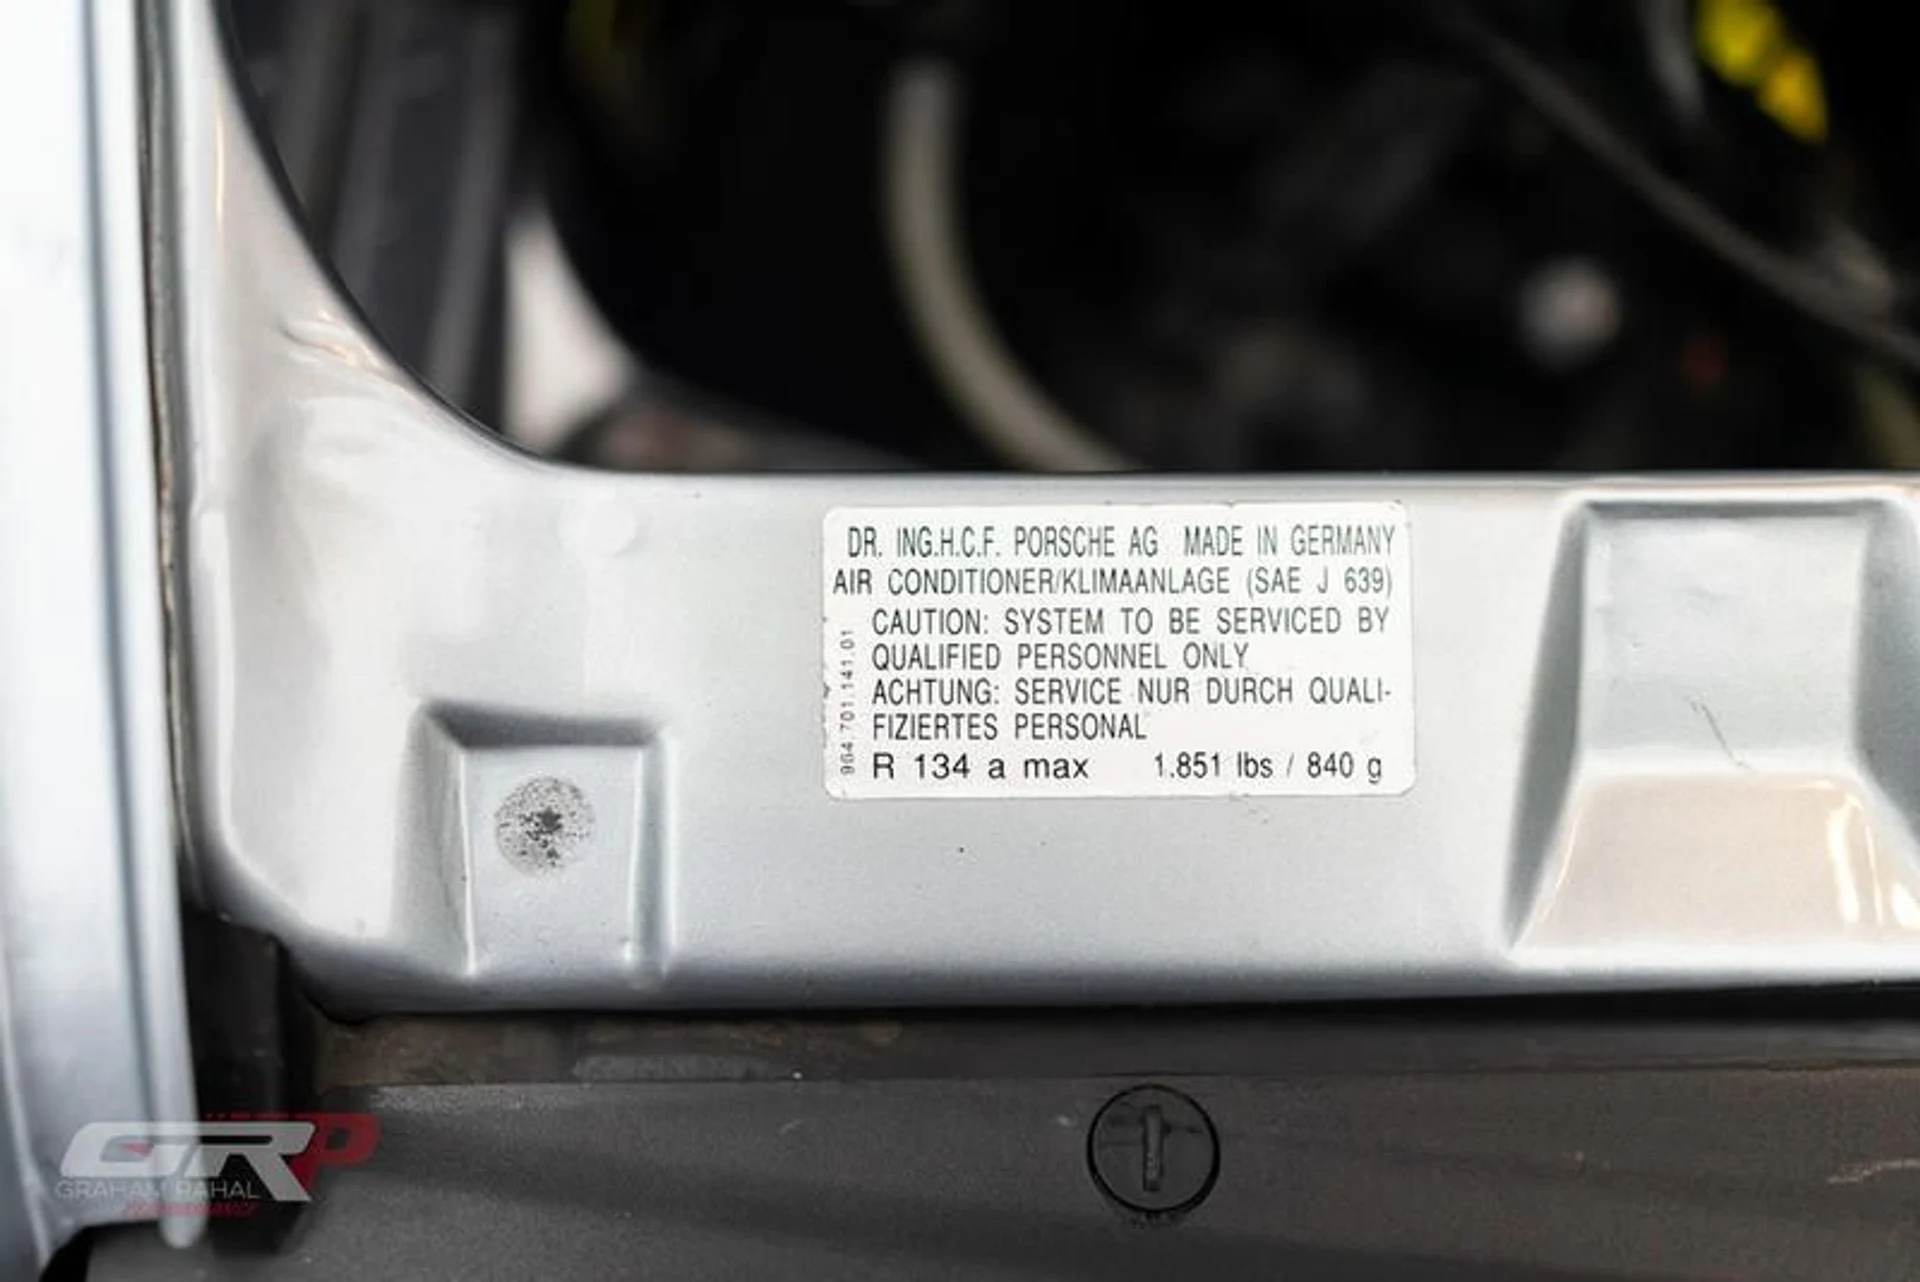 DR. ING.H.C.F. PORSCHE AG MADE IN GERMANY
AIR CONDITIONER/KLIMAANLAGE (SAE J 639)
CAUTION: SYSTEM TO BE SERVICED BY
QUALIFIED PERSONNEL ONLY
ACHTUNG: SERVICE NUR DURCH QUALI-
FIZIERTES PERSONAL
R 134 a max 1.851 lbs / 840 g
964.701.141.01
GRP
GRAHAM RAHAL
PERFORMANCE